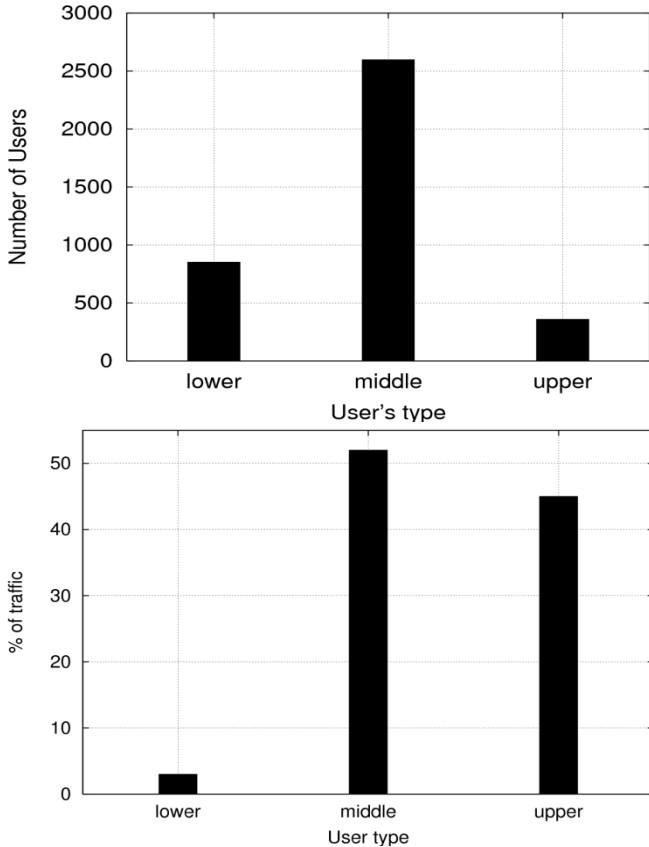 3000
2500
2000
1500
1000
500
0
Number of Users
lower middle upper
User's type
50
40
30
20
10
0
% of traffic
lower middle upper
User type